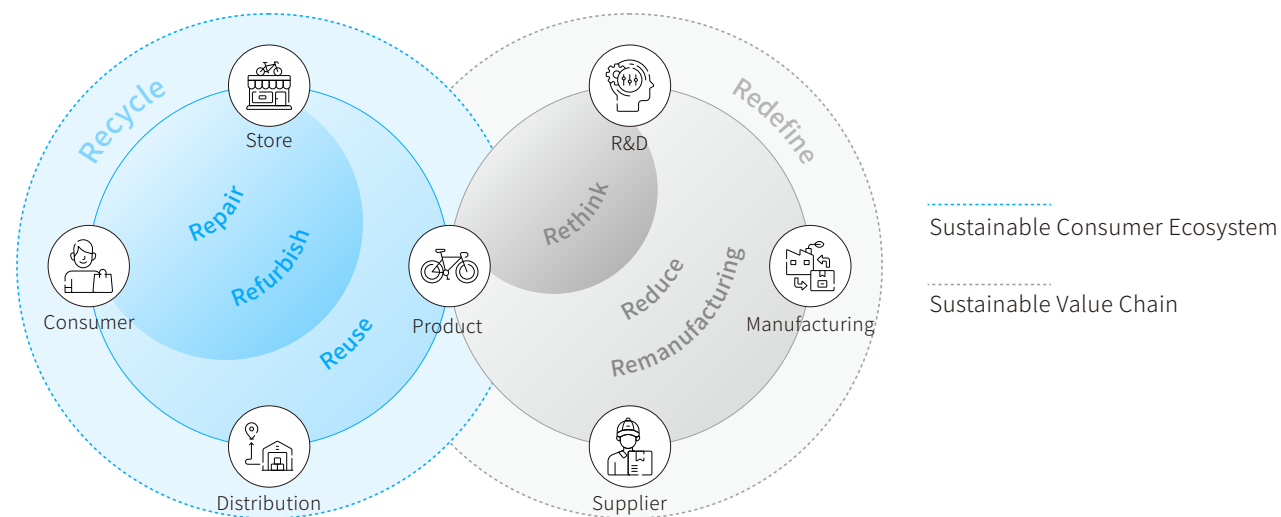 Recycle
Store
Repair
Refurbish
Reuse
Consumer
Distribution
Product
R&D
Redefine
Rethink
Reduce
Remanufacturing
Manufacturing
Supplier
Sustainable Consumer Ecosystem
Sustainable Value Chain